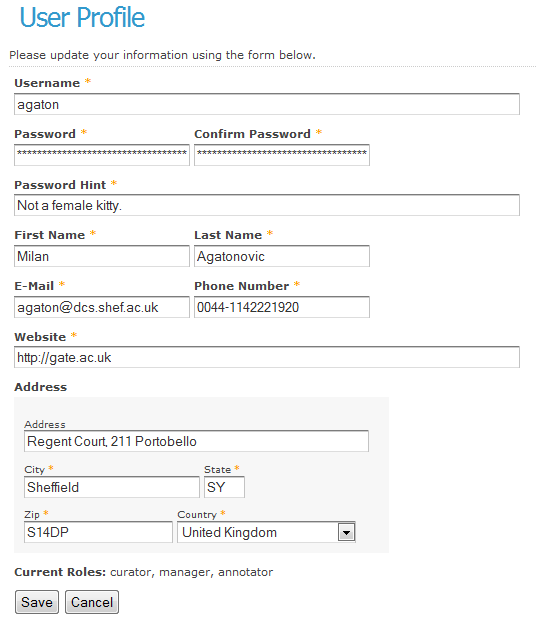 User Profile
Please update your information using the form below.
Username *
agaton
Password * Confirm Password *
********************************** **********************************
Password Hint *
Not a female kitty.
First Name * Last Name *
Milan Agatonovic
E-Mail * Phone Number *
agaton@dcs.shef.ac.uk 0044-1142221920
Website *
http://gate.ac.uk
Address
Address
Regent Court, 211 Portobello
City * State *
Sheffield SY
Zip * Country *
S14DP United Kingdom
Current Roles: curator, manager, annotator
Save Cancel